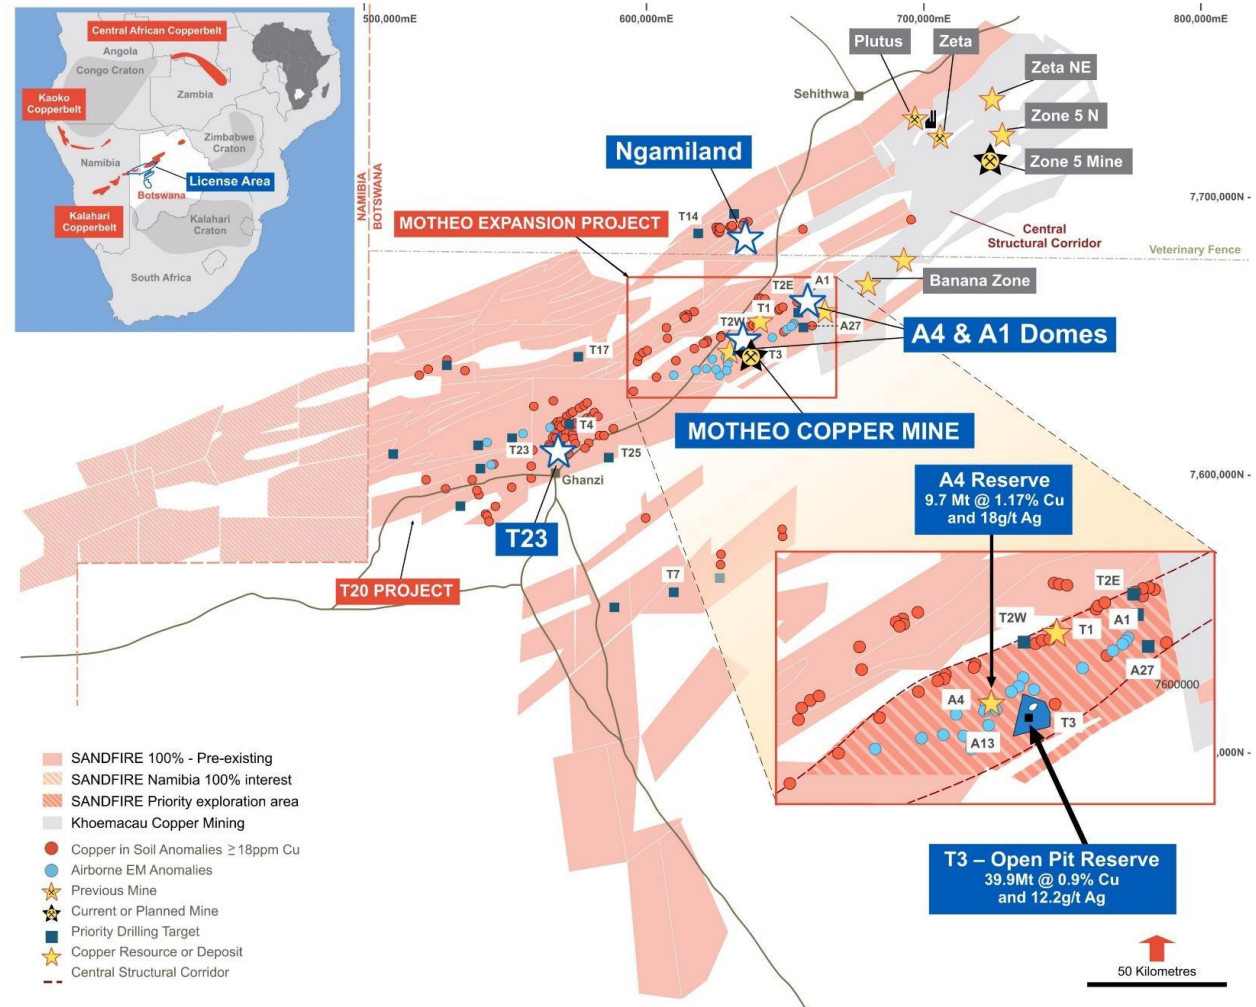 500,000mE
600,000mE
700,000mE
800,000mE
Central African Copperbelt
Angola
Congo Craton
Kaoko
Copperbelt
Zambia
Zimbabwe
Craton
Namibia
License Area
Botswana
Kalahari
Copperbelt
Kalahari
Craton
South Africa
NAMIBIA
BOTSWANA
Plutus
Zeta
Zeta NE
Sehithwa
Zone 5 N
Ngamiland
Zone 5 Mine
7,700,000N -
T14
MOTHEO EXPANSION PROJECT
Central
Structural Corridor
Veterinary Fence
Banana Zone
T2E
A1
T1
T2W
A27
A4 & A1 Domes
T17
T3
T4
MOTHEO COPPER MINE
T23
T25
Ghanzi
7,600,000N -
A4 Reserve
9.7 Mt @ 1.17% Cu
and 18g/t Ag
T23
T20 PROJECT
T7
T2E
T2W
T1
A1
A27
7600000
A4
T3
A13
,000N -
SANDFIRE 100% - Pre-existing
SANDFIRE Namibia 100% interest
SANDFIRE Priority exploration area
Khoemacau Copper Mining
Copper in Soil Anomalies ≥18ppm Cu
Airborne EM Anomalies
Previous Mine
Current or Planned Mine
Priority Drilling Target
Copper Resource or Deposit
Central Structural Corridor
T3 – Open Pit Reserve
39.9Mt @ 0.9% Cu
and 12.2g/t Ag
50 Kilometres